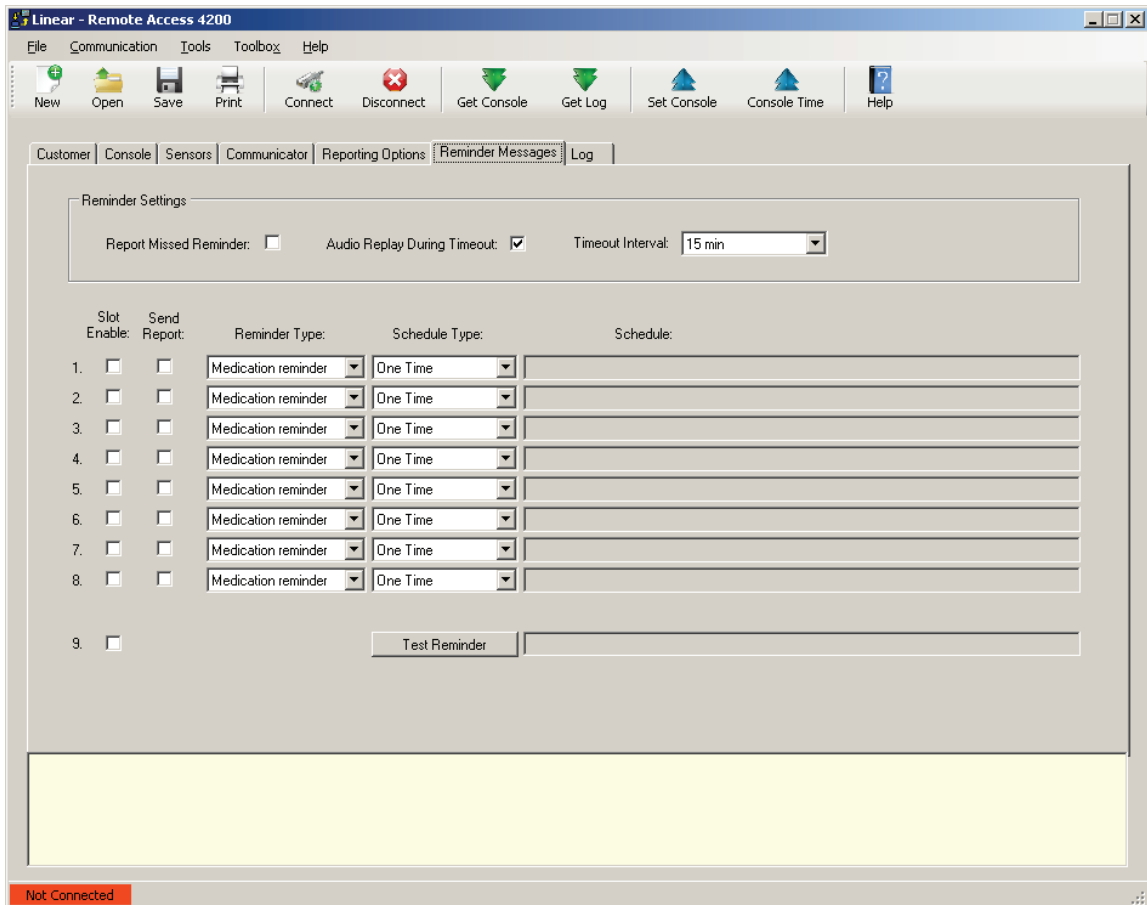 Linear - Remote Access 4200
File Communication Tools Toolbox Help
New Open Save Print Connect Disconnect Get Console Get Log Set Console Console Time Help
Customer Console Sensors Communicator Reporting Options Reminder Messages Log
Reminder Settings
Report Missed Reminder: Audio Replay During Timeout: Timeout Interval: 15 min
Slot Send
Enable: Report: Reminder Type: Schedule Type: Schedule:
1. Medication reminder One Time
2. Medication reminder One Time
3. Medication reminder One Time
4. Medication reminder One Time
5. Medication reminder One Time
6. Medication reminder One Time
7. Medication reminder One Time
8. Medication reminder One Time
9. Test Reminder
Not Connected